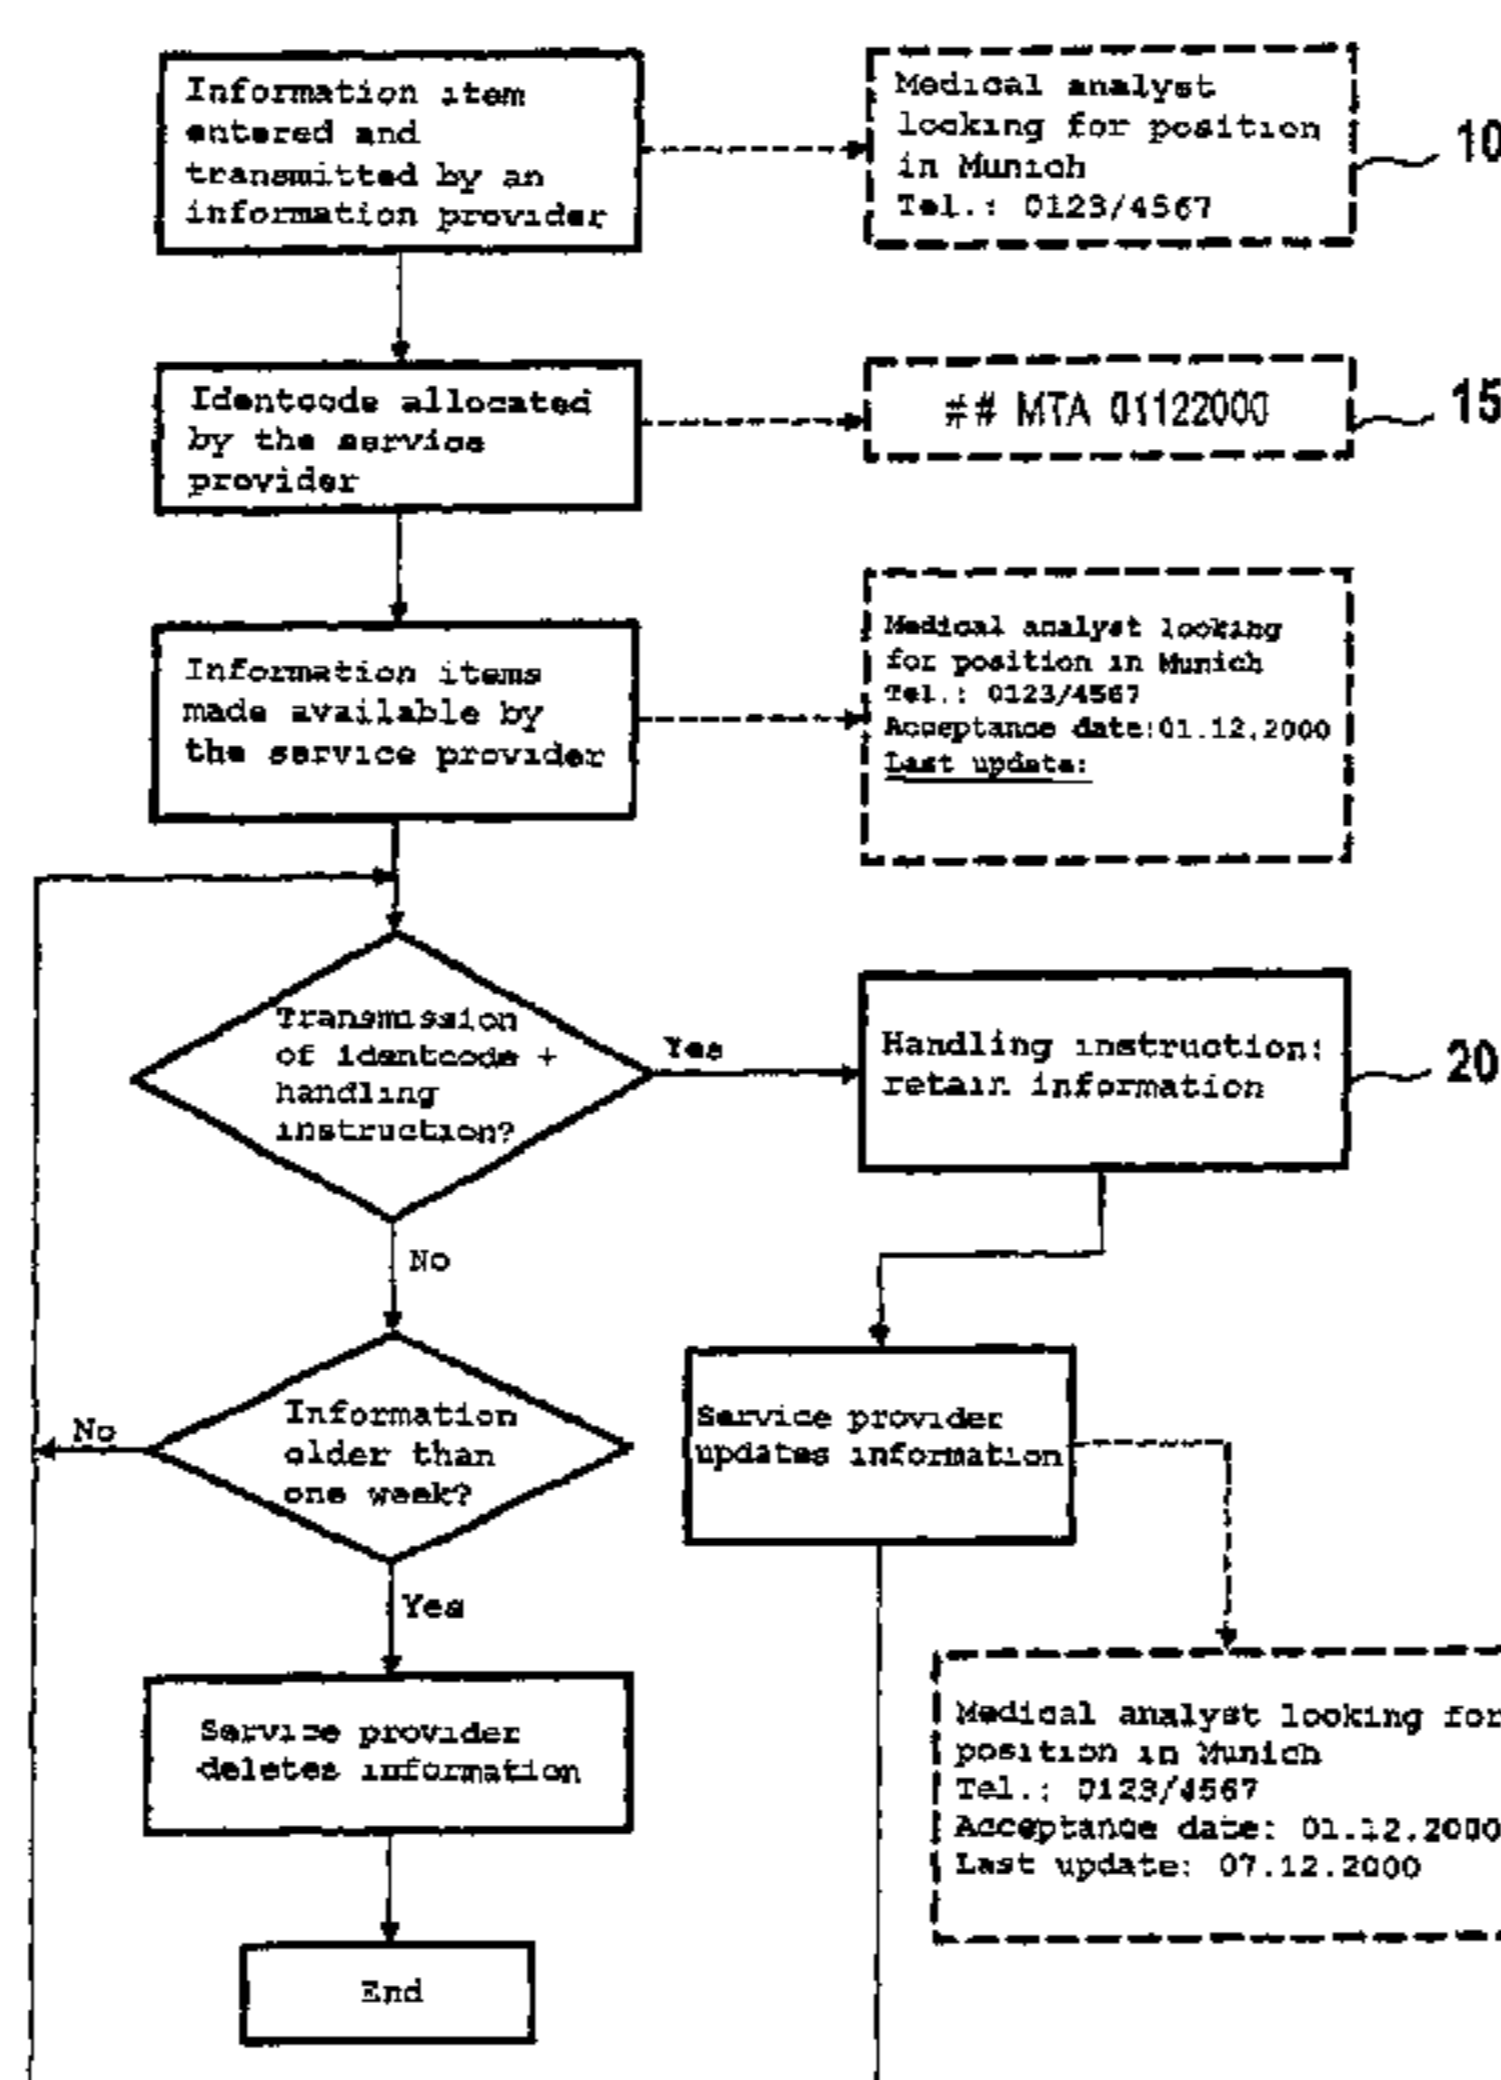 Information item
entered and
transmitted by an
information provider
Medical analyst
looking for position
in Munich
Tel.: 0123/4567
10
Identcode allocated
by the service
provider
## MTA 01122000
15
Information items
made available by
the service provider
Medical analyst looking
for position in Munich
Tel.: 0123/4567
Acceptance date:01.12.2000
Last update:
Transmission
of identcode +
handling
instruction?
Yes
Handling instruction:
retain information
20
No
Information
older than
one week?
No
Service provider
updates information
Yes
Service provider
deletes information
Medical analyst looking for
position in Munich
Tel.: 0123/4567
Acceptance date: 01.12.2000
Last update: 07.12.2000
End